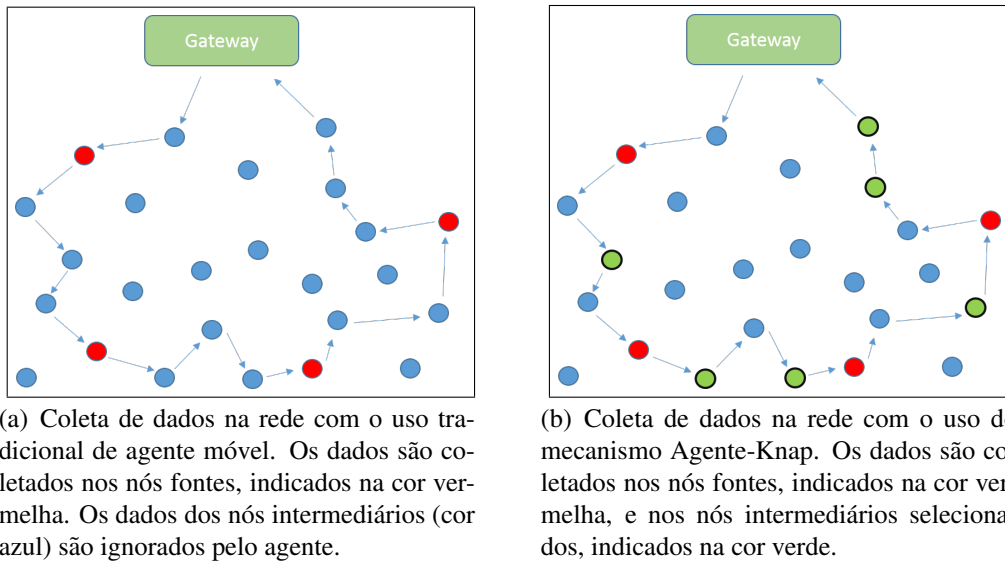 Gateway
Gateway
(a) Coleta de dados na rede com o uso tra-
dicional de agente móvel. Os dados são co-
letados nos nós fontes, indicados na cor ver-
melha. Os dados dos nós intermediários (cor
azul) são ignorados pelo agente.
(b) Coleta de dados na rede com o uso do
mecanismo Agente-Knap. Os dados são co-
letados nos nós fontes, indicados na cor ver-
melha, e nos nós intermediários seleciona-
dos, indicados na cor verde.